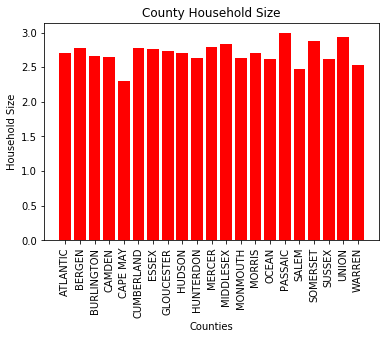 County Household Size
3.0
2.5
2.0
1.5
1.0
0.5
0.0
Household Size
ATLANTIC
BERGEN
BURLINGTON
CAMDEN
CAPE MAY
CUMBERLAND
ESSEX
GLOUCESTER
HUDSON
HUNTERDON
MERCER
MIDDLESEX
MONMOUTH
MORRIS
OCEAN
PASSAIC
SALEM
SOMERSET
SUSSEX
UNION
WARREN
Counties